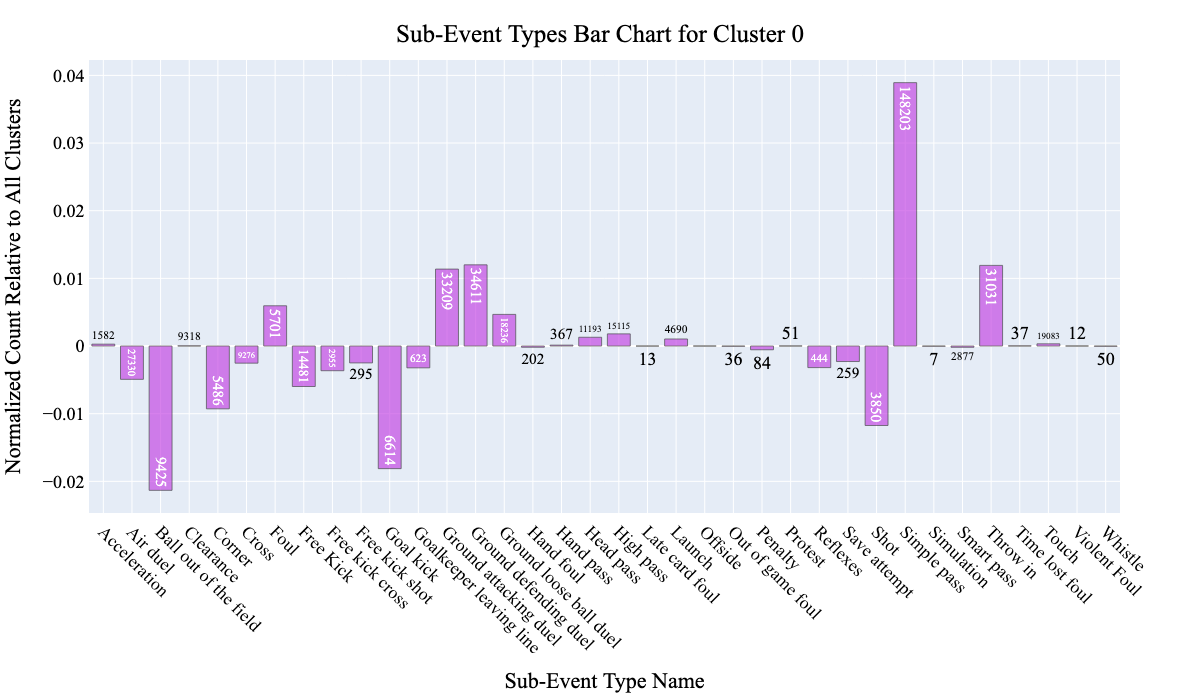 Sub-Event Types Bar Chart for Cluster 0
Normalized Count Relative to All Clusters
0.04
0.03
0.02
0.01
0
−0.01
−0.02
1582
27330
9425
9318
5486
9276
5701
14481
2955
295
6614
623
33209
34611
18236
202
367
11193
15115
13
4690
36
84
51
444
259
3850
148203
7
2877
31031
37
19083
12
50
Acceleration
Air duel
Ball out of the field
Clearance
Corner
Cross
Foul
Free Kick
Free kick cross
Free kick shot
Goal kick
Goalkeeper leaving line
Ground attacking duel
Ground defending duel
Ground loose ball duel
Hand foul
Hand pass
Head pass
High pass
Late card foul
Launch
Offside
Out of game foul
Penalty
Protest
Reflexes
Save attempt
Shot
Simple pass
Simulation
Smart pass
Throw in
Time lost foul
Touch
Violent Foul
Whistle
Sub-Event Type Name